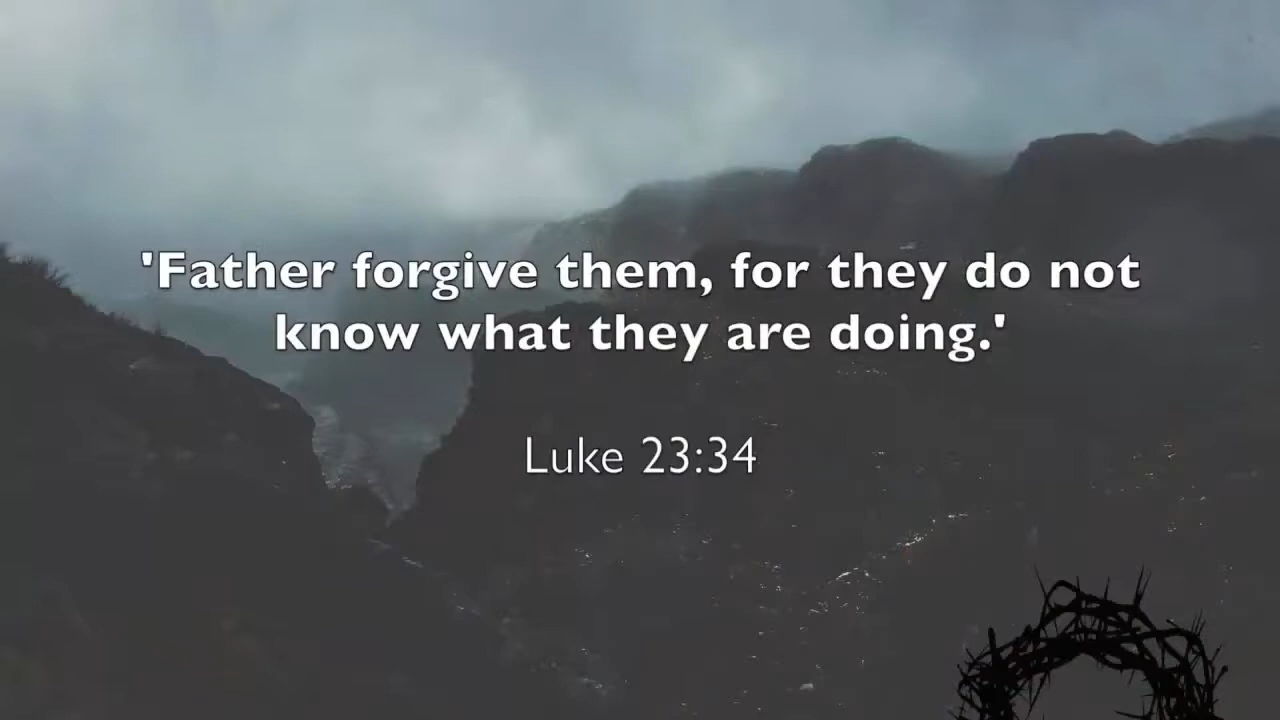 'Father forgive them, for they do not
know what they are doing.'
Luke 23:34